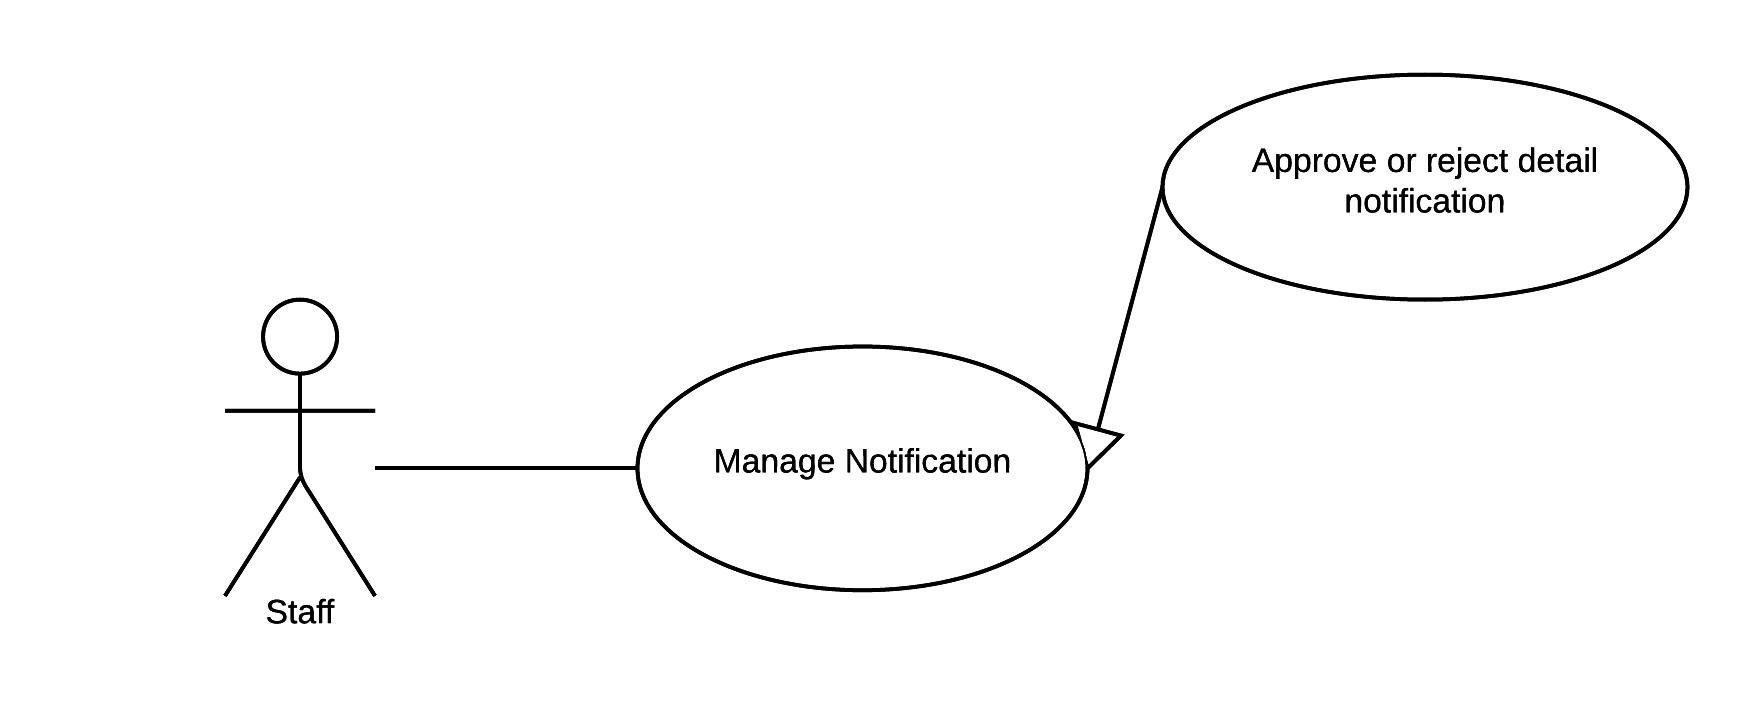 Approve or reject detail
notification
Manage Notification
Staff